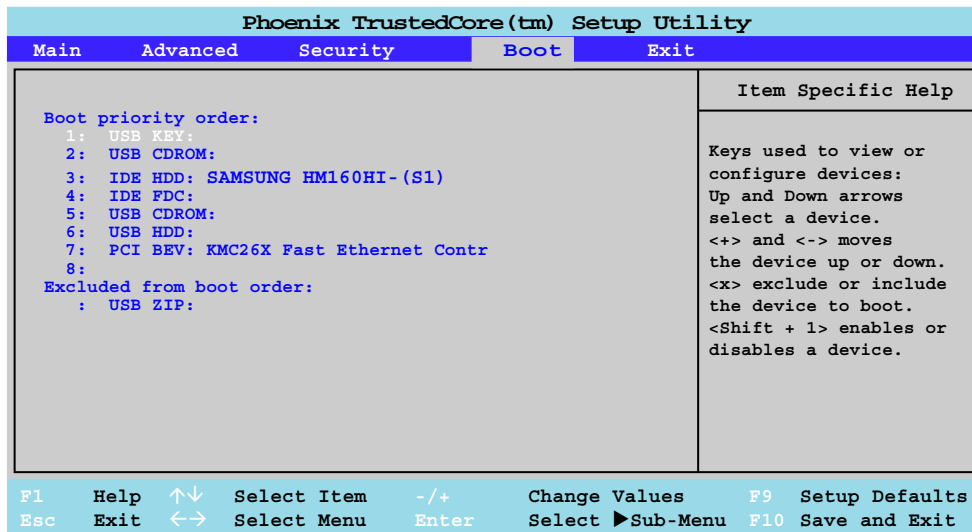 Phoenix TrustedCore(tm) Setup Utility
Main Advanced Security Boot Exit
Boot priority order:
1: USB KEY:
2: USB CDROM:
3: IDE HDD: SAMSUNG HM160HI-(S1)
4: IDE FDC:
5: USB CDROM:
6: USB HDD:
7: PCI BEV: KMC26X Fast Ethernet Contr
8:
Excluded from boot order:
: USB ZIP:
Item Specific Help
Keys used to view or
configure devices:
Up and Down arrows
select a device.
<+> and <-> moves
the device up or down.
<x> exclude or include
the device to boot.
<Shift + 1> enables or
disables a device.
F1 Help ↑↓ Select Item -/+ Change Values F9 Setup Defaults
Esc Exit ←→ Select Menu Enter Select ▶Sub-Menu F10 Save and Exit